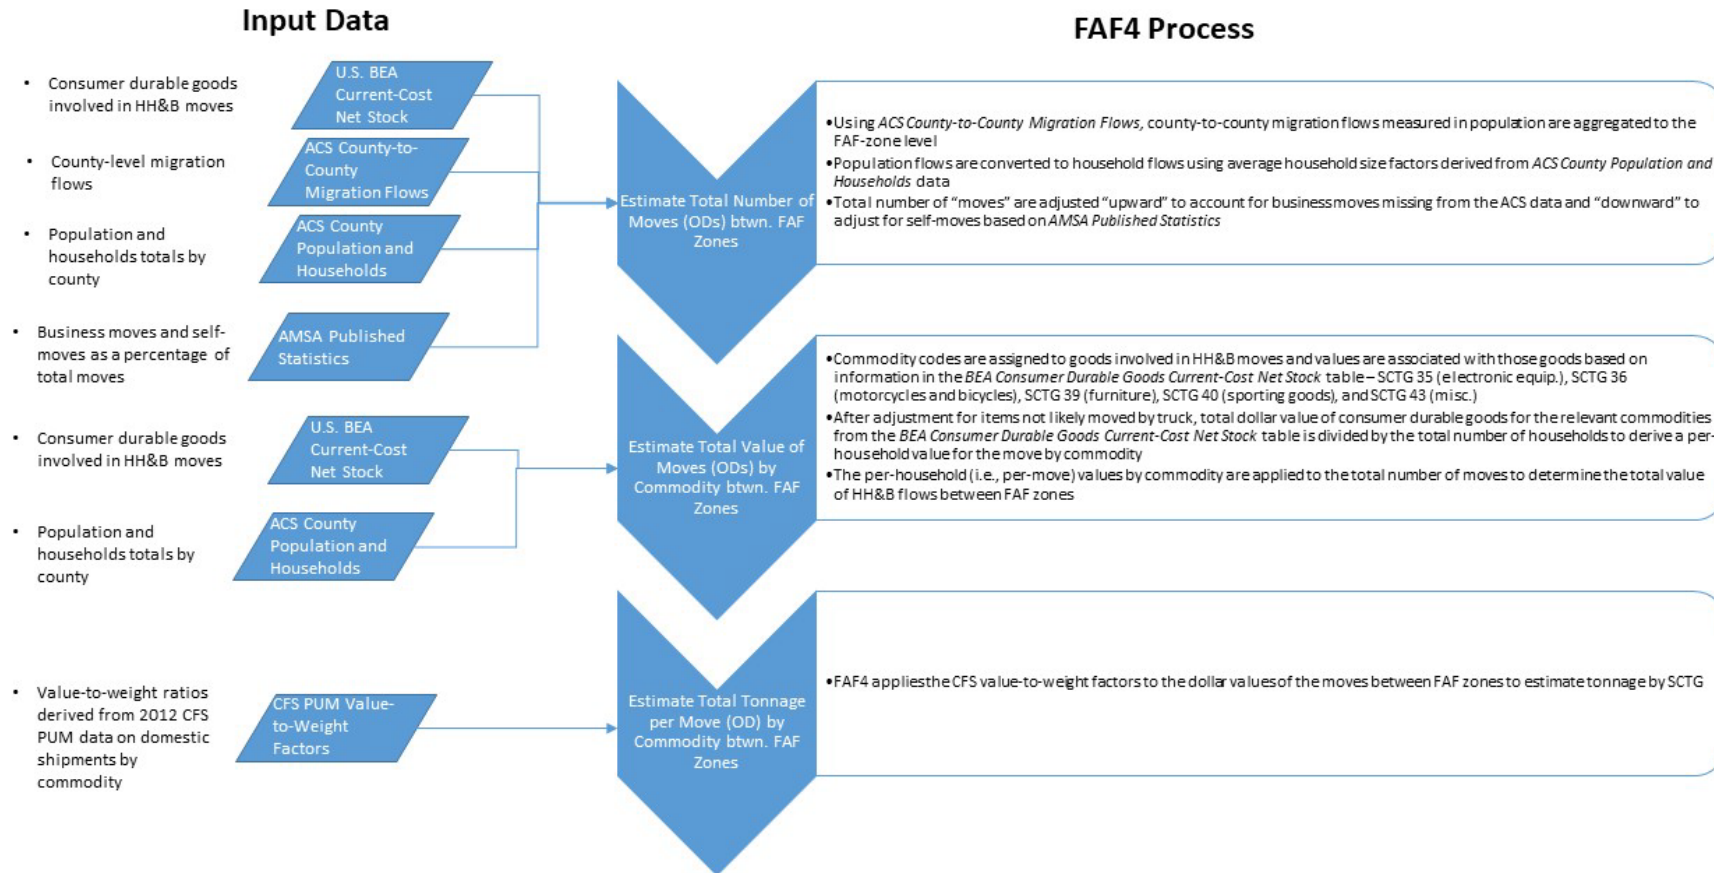 Input Data
FAF4 Process
• Consumer durable goods
involved in HH&B moves
U.S. BEA
Current-Cost
Net Stock
• County-level migration
flows
ACS County-to-
County
Migration Flows
• Population and
households totals by
county
ACS County
Population and
Households
• Business moves and self-
moves as a percentage of
total moves
AMSA Published
Statistics
Estimate Total Number of
Moves (ODs) btwn. FAF
Zones
•Using ACS County-to-County Migration Flows, county-to-county migration flows measured in population are aggregated to the
FAF-zone level
•Population flows are converted to household flows using average household size factors derived from ACS County Population and
Households data
•Total number of “moves” are adjusted “upward” to account for business moves missing from the ACS data and “downward” to
adjust for self-moves based on AMSA Published Statistics
• Consumer durable goods
involved in HH&B moves
U.S. BEA
Current-Cost
Net Stock
• Population and
households totals by
county
ACS County
Population and
Households
Estimate Total Value of
Moves (ODs) by
Commodity btwn. FAF
Zones
•Commodity codes are assigned to goods involved in HH&B moves and values are associated with those goods based on
information in the BEA Consumer Durable Goods Current-Cost Net Stock table – SCTG 35 (electronic equip.), SCTG 36
(motorcycles and bicycles), SCTG 39 (furniture), SCTG 40 (sporting goods), and SCTG 43 (misc.)
•After adjustment for items not likely moved by truck, total dollar value of consumer durable goods for the relevant commodities
from the BEA Consumer Durable Goods Current-Cost Net Stock table is divided by the total number of households to derive a per-
household value for the move by commodity
•The per-household (i.e., per-move) values by commodity are applied to the total number of moves to determine the total value
of HH&B flows between FAF zones
• Value-to-weight ratios
derived from 2012 CFS
PUM data on domestic
shipments by
commodity
CFS PUM Value-
to-Weight
Factors
Estimate Total Tonnage
per Move (OD) by
Commodity btwn. FAF
Zones
•FAF4 applies the CFS value-to-weight factors to the dollar values of the moves between FAF zones to estimate tonnage by SCTG